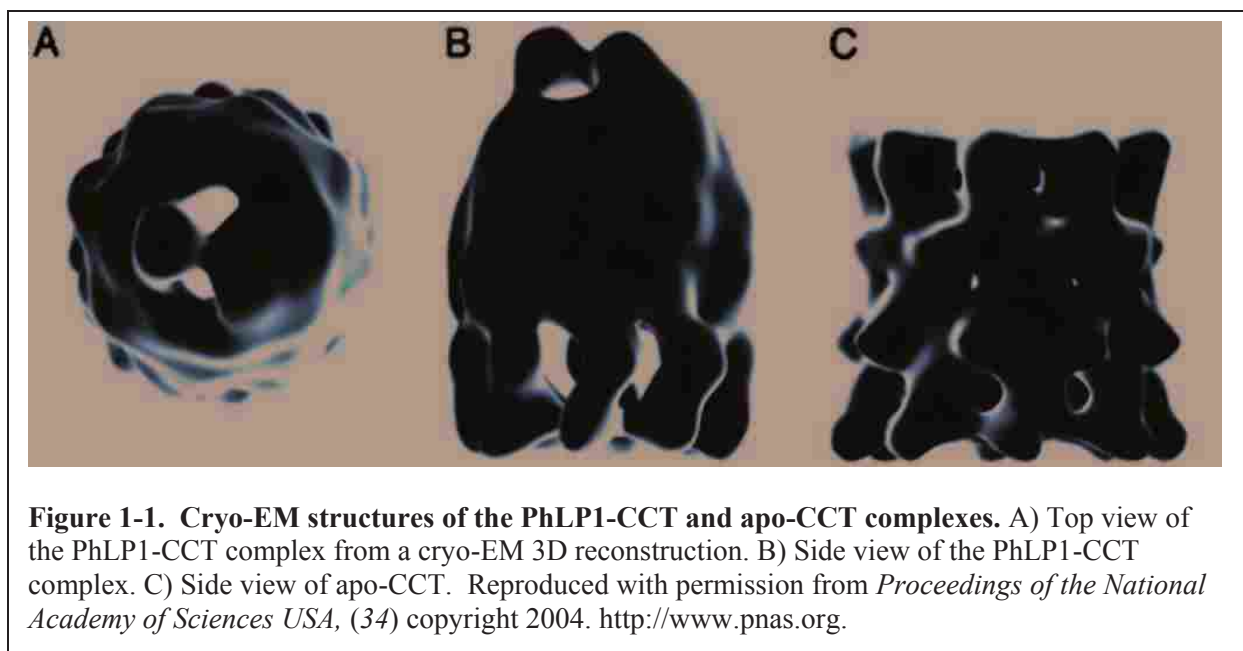 A B C
Figure 1-1. Cryo-EM structures of the PhLP1-CCT and apo-CCT complexes. A) Top view of
the PhLP1-CCT complex from a cryo-EM 3D reconstruction. B) Side view of the PhLP1-CCT
complex. C) Side view of apo-CCT. Reproduced with permission from Proceedings of the National
Academy of Sciences USA, (34) copyright 2004. http://www.pnas.org.